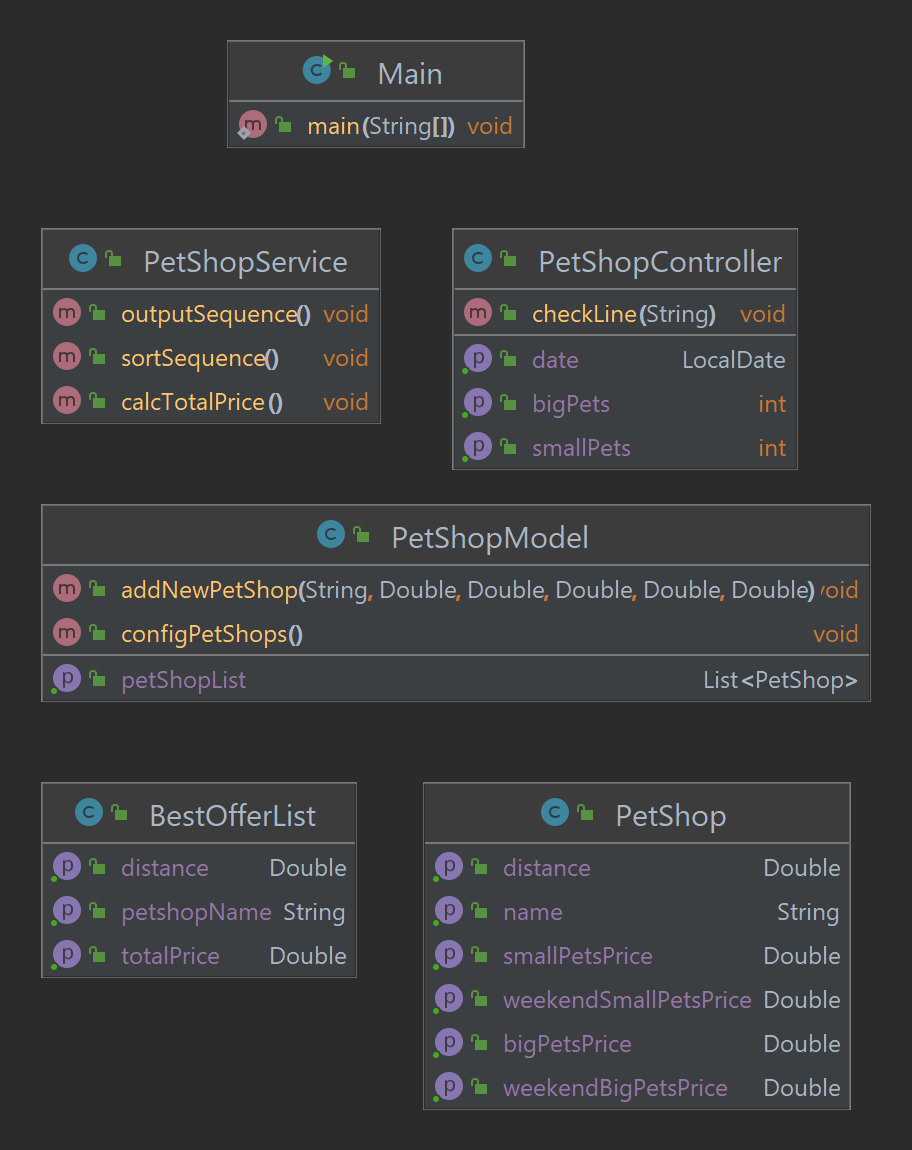 Main
main(String[]) void
PetShopService
outputSequence() void
sortSequence() void
calcTotalPrice() void
PetShopController
checkLine(String) void
date LocalDate
bigPets int
smallPets int
PetShopModel
addNewPetShop(String, Double, Double, Double, Double, Double) void
configPetShops() void
petShopList List<PetShop>
BestOfferList
distance Double
petshopName String
totalPrice Double
PetShop
distance Double
name String
smallPetsPrice Double
weekendSmallPetsPrice Double
bigPetsPrice Double
weekendBigPetsPrice Double